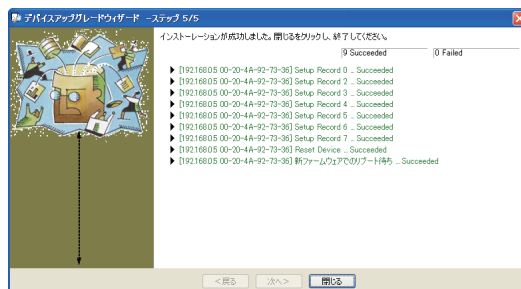 デバイスアップグレードウィザード -ステップ 5/5
インストーレーションが成功しました。閉じるをクリックし、終了してください。
9 Succeeded
0 Failed
[192.168.0.5 00-20-4A-92-73-36] Setup Record 0 ... Succeeded
[192.168.0.5 00-20-4A-92-73-36] Setup Record 2 ... Succeeded
[192.168.0.5 00-20-4A-92-73-36] Setup Record 3 ... Succeeded
[192.168.0.5 00-20-4A-92-73-36] Setup Record 4 ... Succeeded
[192.168.0.5 00-20-4A-92-73-36] Setup Record 5 ... Succeeded
[192.168.0.5 00-20-4A-92-73-36] Setup Record 6 ... Succeeded
[192.168.0.5 00-20-4A-92-73-36] Setup Record 7 ... Succeeded
[192.168.0.5 00-20-4A-92-73-36] Reset Device ... Succeeded
[192.168.0.5 00-20-4A-92-73-36] 新ファームウェアでのリブート待ち ... Succeeded
<戻る
次へ>
閉じる